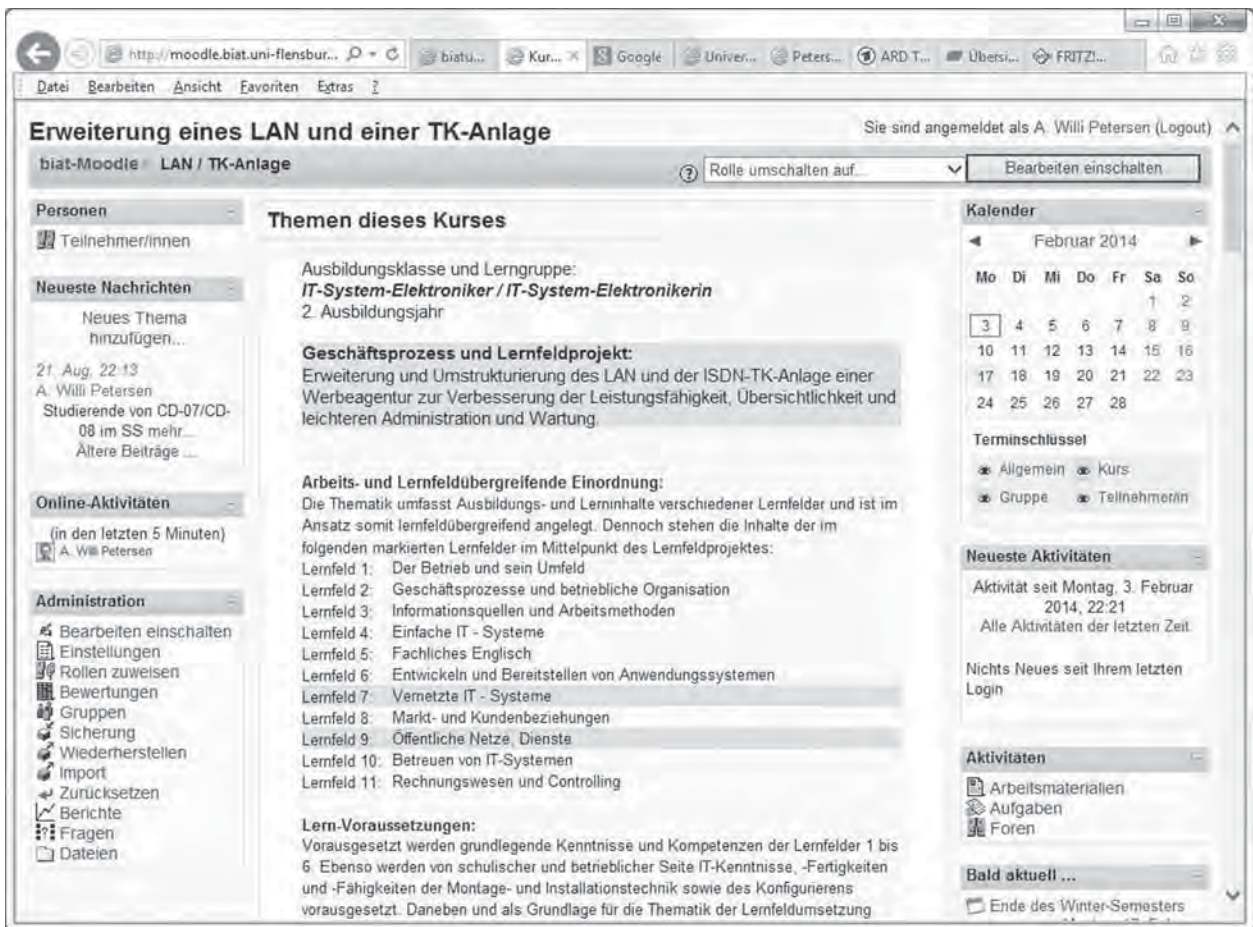 http://moodle.biat.uni-flensbur...
biatu...
Kur...
Google
Univer...
Peters...
ARD T...
Übersi...
FRITZ!...
Datei Bearbeiten Ansicht Favoriten Extras ?
Erweiterung eines LAN und einer TK-Anlage
Sie sind angemeldet als A. Willi Petersen (Logout)
biat-Moodle LAN / TK-Anlage
Rolle umschalten auf...
Bearbeiten einschalten
Personen
Teilnehmer/innen
Neueste Nachrichten
Neues Thema
hinzufügen...
21. Aug, 22:13
A. Willi Petersen
Studierende von CD-07/CD-
08 im SS mehr...
Ältere Beiträge ...
Online-Aktivitäten
(in den letzten 5 Minuten)
A. Willi Petersen
Administration
Bearbeiten einschalten
Einstellungen
Rollen zuweisen
Bewertungen
Gruppen
Sicherung
Wiederherstellen
Import
Zurücksetzen
Berichte
Fragen
Dateien
Themen dieses Kurses
Ausbildungsklasse und Lerngruppe:
IT-System-Elektroniker / IT-System-Elektronikerin
2. Ausbildungsjahr
Geschäftsprozess und Lernfeldprojekt:
Erweiterung und Umstrukturierung des LAN und der ISDN-TK-Anlage einer
Werbeagentur zur Verbesserung der Leistungsfähigkeit, Übersichtlichkeit und
leichteren Administration und Wartung.
Arbeits- und Lernfeldübergreifende Einordnung:
Die Thematik umfasst Ausbildungs- und Lerninhalte verschiedener Lernfelder und ist im
Ansatz somit lernfeldübergreifend angelegt. Dennoch stehen die Inhalte der im
folgenden markierten Lernfelder im Mittelpunkt des Lernfeldprojektes:
Lernfeld 1: Der Betrieb und sein Umfeld
Lernfeld 2: Geschäftsprozesse und betriebliche Organisation
Lernfeld 3: Informationsquellen und Arbeitsmethoden
Lernfeld 4: Einfache IT - Systeme
Lernfeld 5: Fachliches Englisch
Lernfeld 6: Entwickeln und Bereitstellen von Anwendungssystemen
Lernfeld 7: Vernetzte IT - Systeme
Lernfeld 8: Markt- und Kundenbeziehungen
Lernfeld 9: Öffentliche Netze, Dienste
Lernfeld 10: Betreuen von IT-Systemen
Lernfeld 11: Rechnungswesen und Controlling
Lern-Voraussetzungen:
Vorausgesetzt werden grundlegende Kenntnisse und Kompetenzen der Lernfelder 1 bis
6. Ebenso werden von schulischer und betrieblicher Seite IT-Kenntnisse, -Fertigkeiten
und -Fähigkeiten der Montage- und Installationstechnik sowie des Konfigurierens
vorausgesetzt. Daneben und als Grundlage für die Thematik der Lernfeldumsetzung
Kalender
Februar 2014
Mo Di Mi Do Fr Sa So
1 2
3 4 5 6 7 8 9
10 11 12 13 14 15 16
17 18 19 20 21 22 23
24 25 26 27 28
Terminschlüssel
Allgemein Kurs
Gruppe Teilnehmer/in
Neueste Aktivitäten
Aktivität seit Montag, 3. Februar
2014, 22:21
Alle Aktivitäten der letzten Zeit
Nichts Neues seit Ihrem letzten
Login
Aktivitäten
Arbeitsmaterialien
Aufgaben
Foren
Bald aktuell ...
Ende des Winter-Semesters